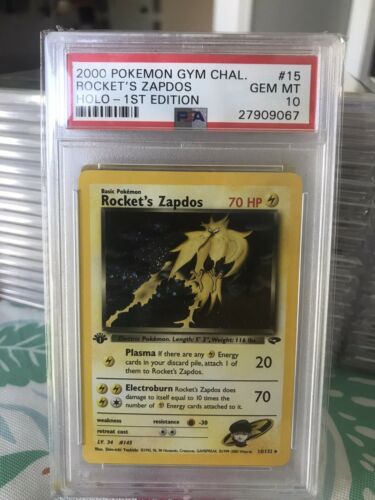 2000 POKEMON GYM CHAL. #15
ROCKET'S ZAPDOS GEM MT
HOLO - 1ST EDITION 10
PSA 27909067
Basic Pokémon
Rocket's Zapdos 70 HP
Electric Pokémon. Length: 5' 3", Weight: 116 lbs.
Plasma If there are any Energy
cards in your discard pile, attach 1 of
them to Rocket's Zapdos.
20
Electroburn Rocket's Zapdos does
damage to itself equal to 10 times the
number of Energy cards attached to it.
70
weakness resistance -30
retreat cost
LV. 34 #145
15/132